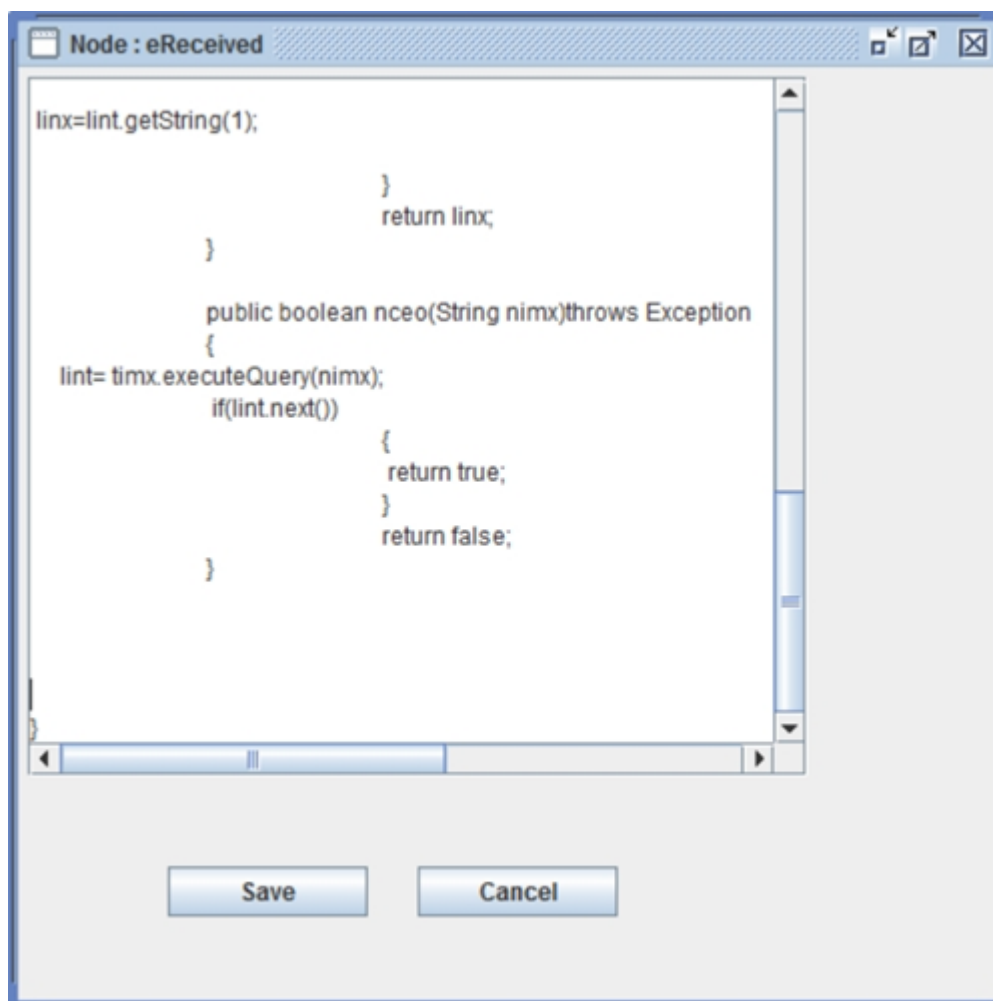 Node : eReceived
linx=lint.getString(1);
}
return linx;
}
public boolean nceo(String nimx)throws Exception
{
lint= timx.executeQuery(nimx);
if(lint.next())
{
return true;
}
return false;
}
}
Save
Cancel